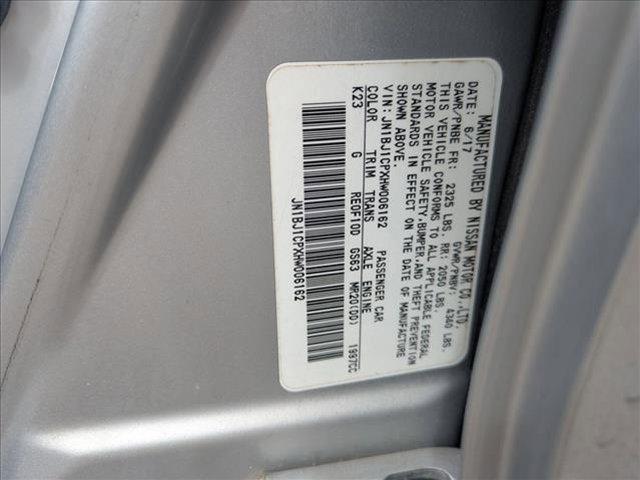 MANUFACTURED BY NISSAN MOTOR CO.,LTD.
DATE: 6/17 GVWR/PNBV: 4340 LBS.
GAWR/PNBE FR: 2325 LBS. RR: 2050 LBS.
THIS VEHICLE CONFORMS TO ALL APPLICABLE FEDERAL
MOTOR VEHICLE SAFETY,BUMPER,AND THEFT PREVENTION
STANDARDS IN EFFECT ON THE DATE OF MANUFACTURE
SHOWN ABOVE.
VIN: JN1BJ1CPXHW006162 PASSENGER CAR
COLOR TRIM TRANS AXLE ENGINE
K23 G RE0F10D GS63 MR20(DD) 1997CC
JN1BJ1CPXHW006162